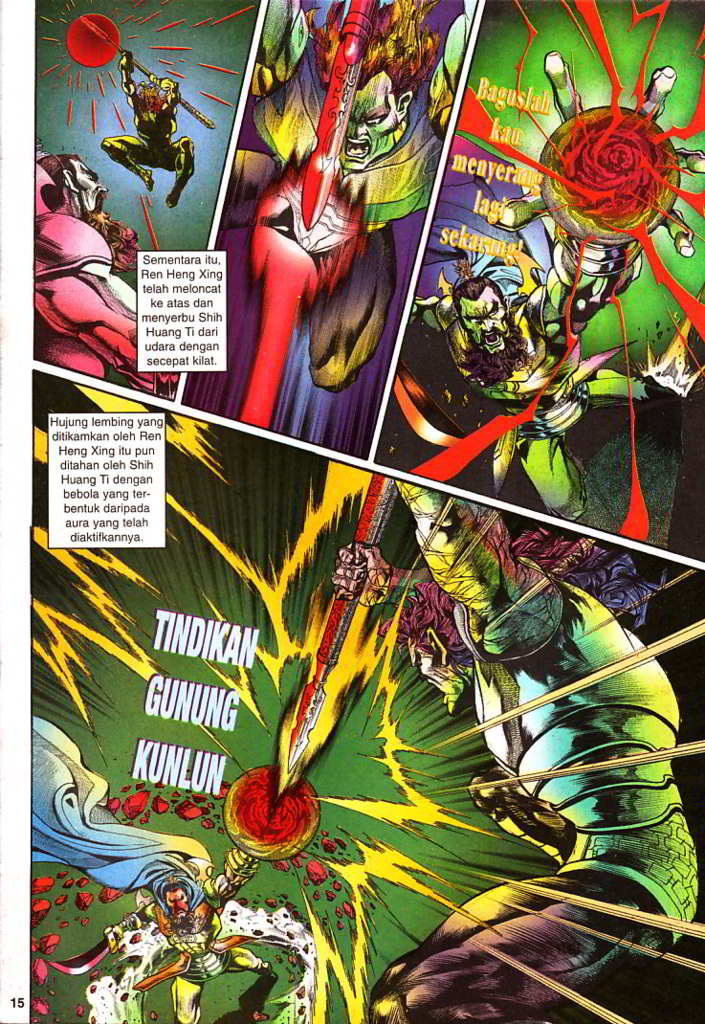 Sementara itu,
Ren Heng Xing
telah meloncat
ke atas dan
menyerbu Shih
Huang Ti dari
udara dengan
secepat kilat.
Baguslah
kau
menyerang
lagi
sekarang!
Hujung lembing yang
ditikamkan oleh Ren
Heng Xing itu pun
ditahan oleh Shih
Huang Ti dengan
bebola yang ter-
bentuk daripada
aura yang telah
diaktifkannya.
TINDIKAN
GUNUNG
KUNLUN
15